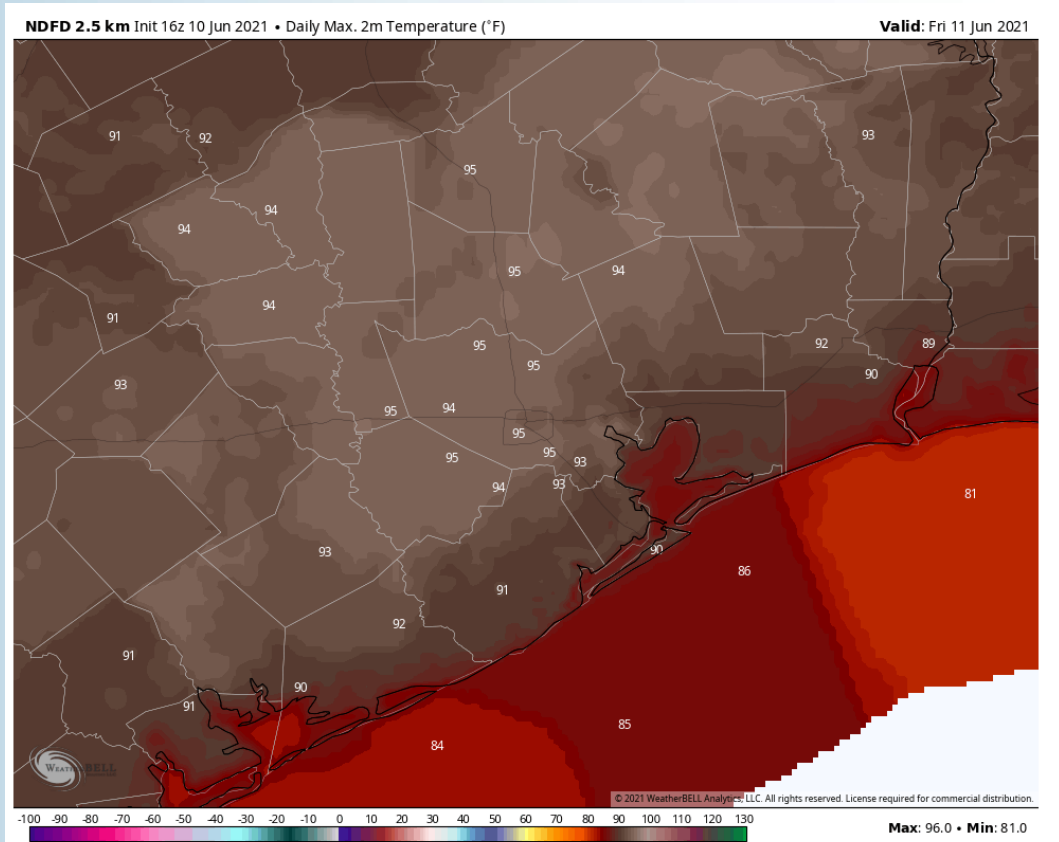 NDFD 2.5 km Init 16z 10 Jun 2021 • Daily Max. 2m Temperature (°F) Valid: Fri 11 Jun 2021
91 92 93
95
94
94
95 94
94
91
95 92 89
95
93 90
95 94
95
95 95 93
94 93 81
93 90
86
91
92
91
90
91
85
84
WEATHERBELL
© 2021 WeatherBELL Analytics, LLC. All rights reserved. License required for commercial distribution.
-100 -90 -80 -70 -60 -50 -40 -30 -20 -10 0 10 20 30 40 50 60 70 80 90 100 110 120 130
Max: 96.0 • Min: 81.0